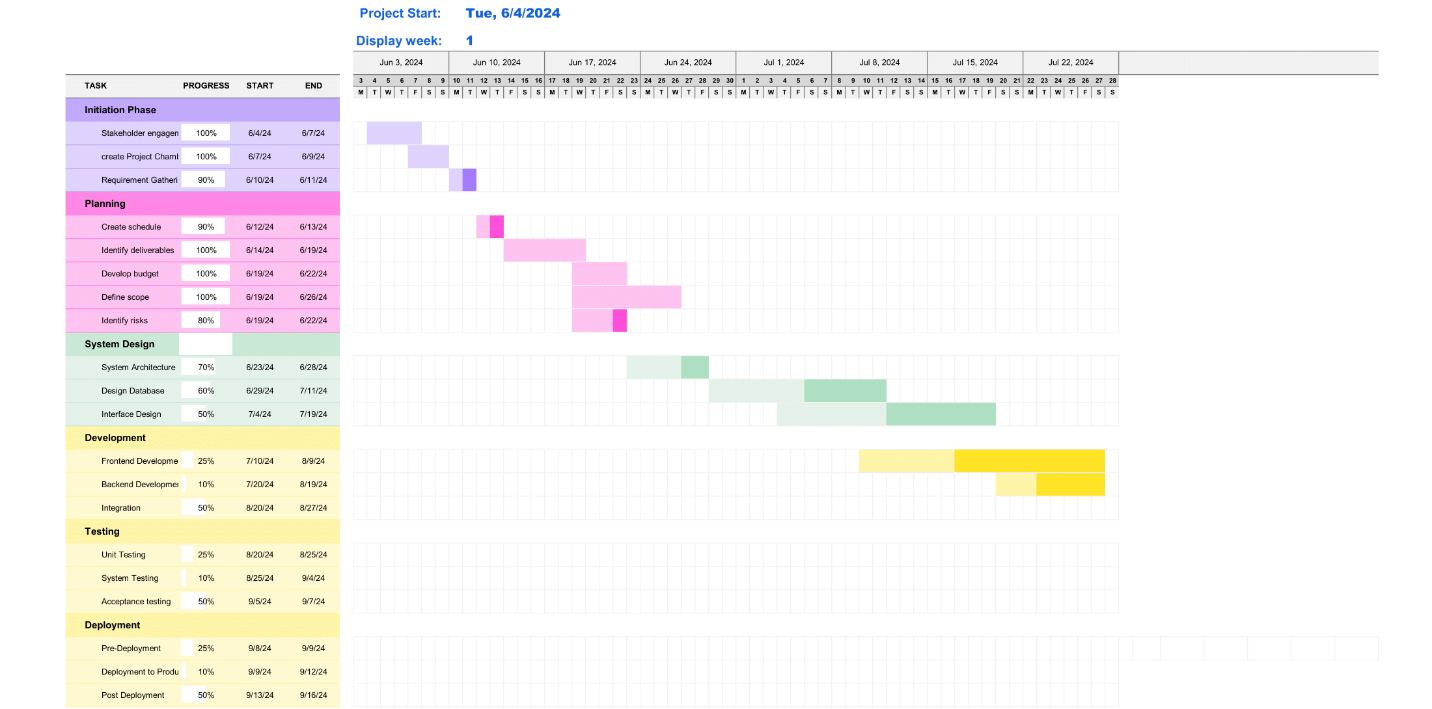 Project Start: Tue, 6/4/2024
Display week: 1
Jun 3, 2024 Jun 10, 2024 Jun 17, 2024 Jun 24, 2024 Jul 1, 2024 Jul 8, 2024 Jul 15, 2024 Jul 22, 2024
3 4 5 6 7 8 9 10 11 12 13 14 15 16 17 18 19 20 21 22 23 24 25 26 27 28 29 30 1 2 3 4 5 6 7 8 9 10 11 12 13 14 15 16 17 18 19 20 21 22 23 24 25 26 27 28
TASK PROGRESS START END M T W T F S S M T W T F S S M T W T F S S M T W T F S S M T W T F S S M T W T F S S M T W T F S S M T W T F S S
Initiation Phase
Stakeholder engagen 100% 6/4/24 6/7/24
create Project Chamt 100% 6/7/24 6/9/24
Requirement Gatheri 90% 6/10/24 6/11/24
Planning
Create schedule 90% 6/12/24 6/13/24
Identify deliverables 100% 6/14/24 6/19/24
Develop budget 100% 6/19/24 6/22/24
Define scope 100% 6/19/24 6/26/24
Identify risks 80% 6/19/24 6/22/24
System Design
System Architecture 70% 6/23/24 6/28/24
Design Database 60% 6/29/24 7/11/24
Interface Design 50% 7/4/24 7/19/24
Development
Frontend Developme 25% 7/10/24 8/9/24
Backend Developmer 10% 7/20/24 8/19/24
Integration 50% 8/20/24 8/27/24
Testing
Unit Testing 25% 8/20/24 8/25/24
System Testing 10% 8/25/24 9/4/24
Acceptance testing 50% 9/5/24 9/7/24
Deployment
Pre-Deployment 25% 9/8/24 9/9/24
Deployment to Produ 10% 9/9/24 9/12/24
Post Deployment 50% 9/13/24 9/16/24